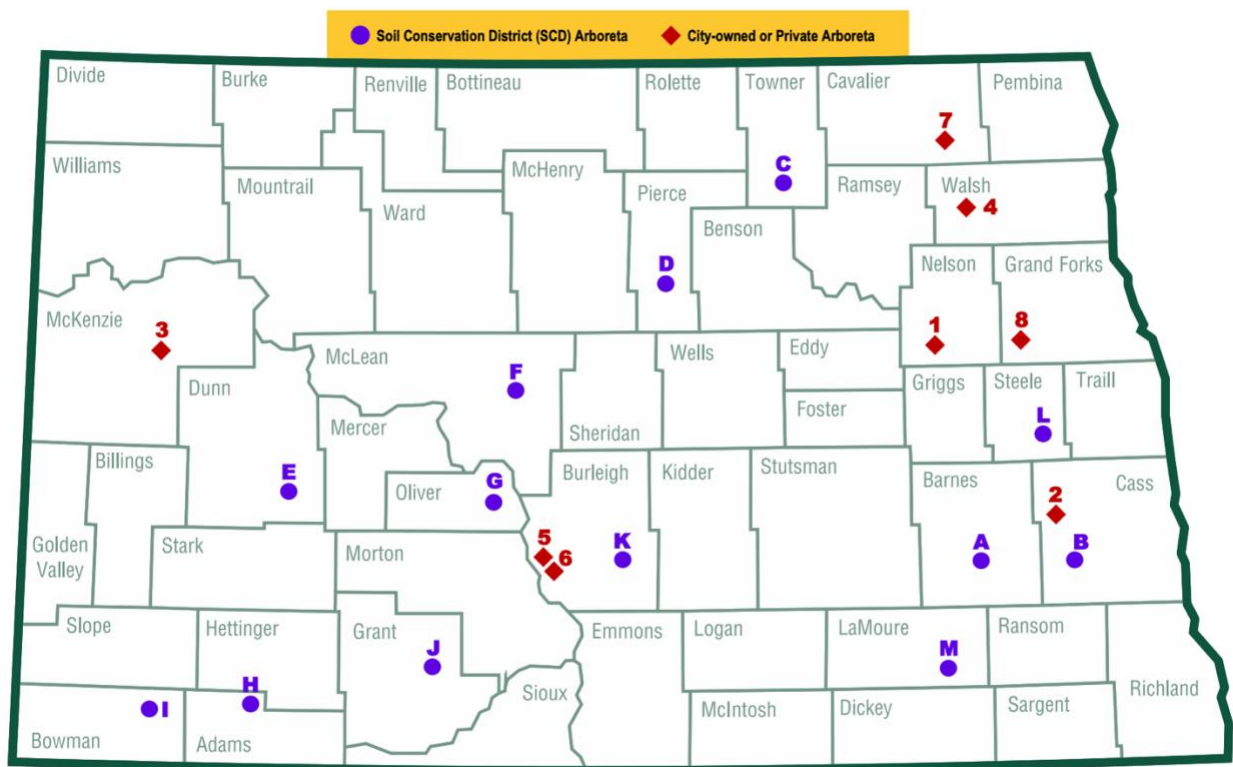 Soil Conservation District (SCD) Arboreta
City-owned or Private Arboreta
Divide
Burke
Renville
Bottineau
Rolette
Towner
Cavalier
Pembina
7
Williams
Mountrail
Ward
McHenry
Pierce
C
Ramsey
Walsh
4
Benson
D
Nelson
Grand Forks
McKenzie
3
1
8
McLean
Wells
Eddy
Dunn
F
Griggs
Steele
Traill
Foster
L
Mercer
Sheridan
Billings
E
Oliver
G
Burleigh
Kidder
Stutsman
Barnes
2
Cass
Golden
Valley
Stark
Morton
5
6
K
A
B
Slope
Hettinger
Grant
J
Emmons
Logan
LaMoure
M
Ransom
H
I
Sioux
Richland
Bowman
Adams
McIntosh
Dickey
Sargent